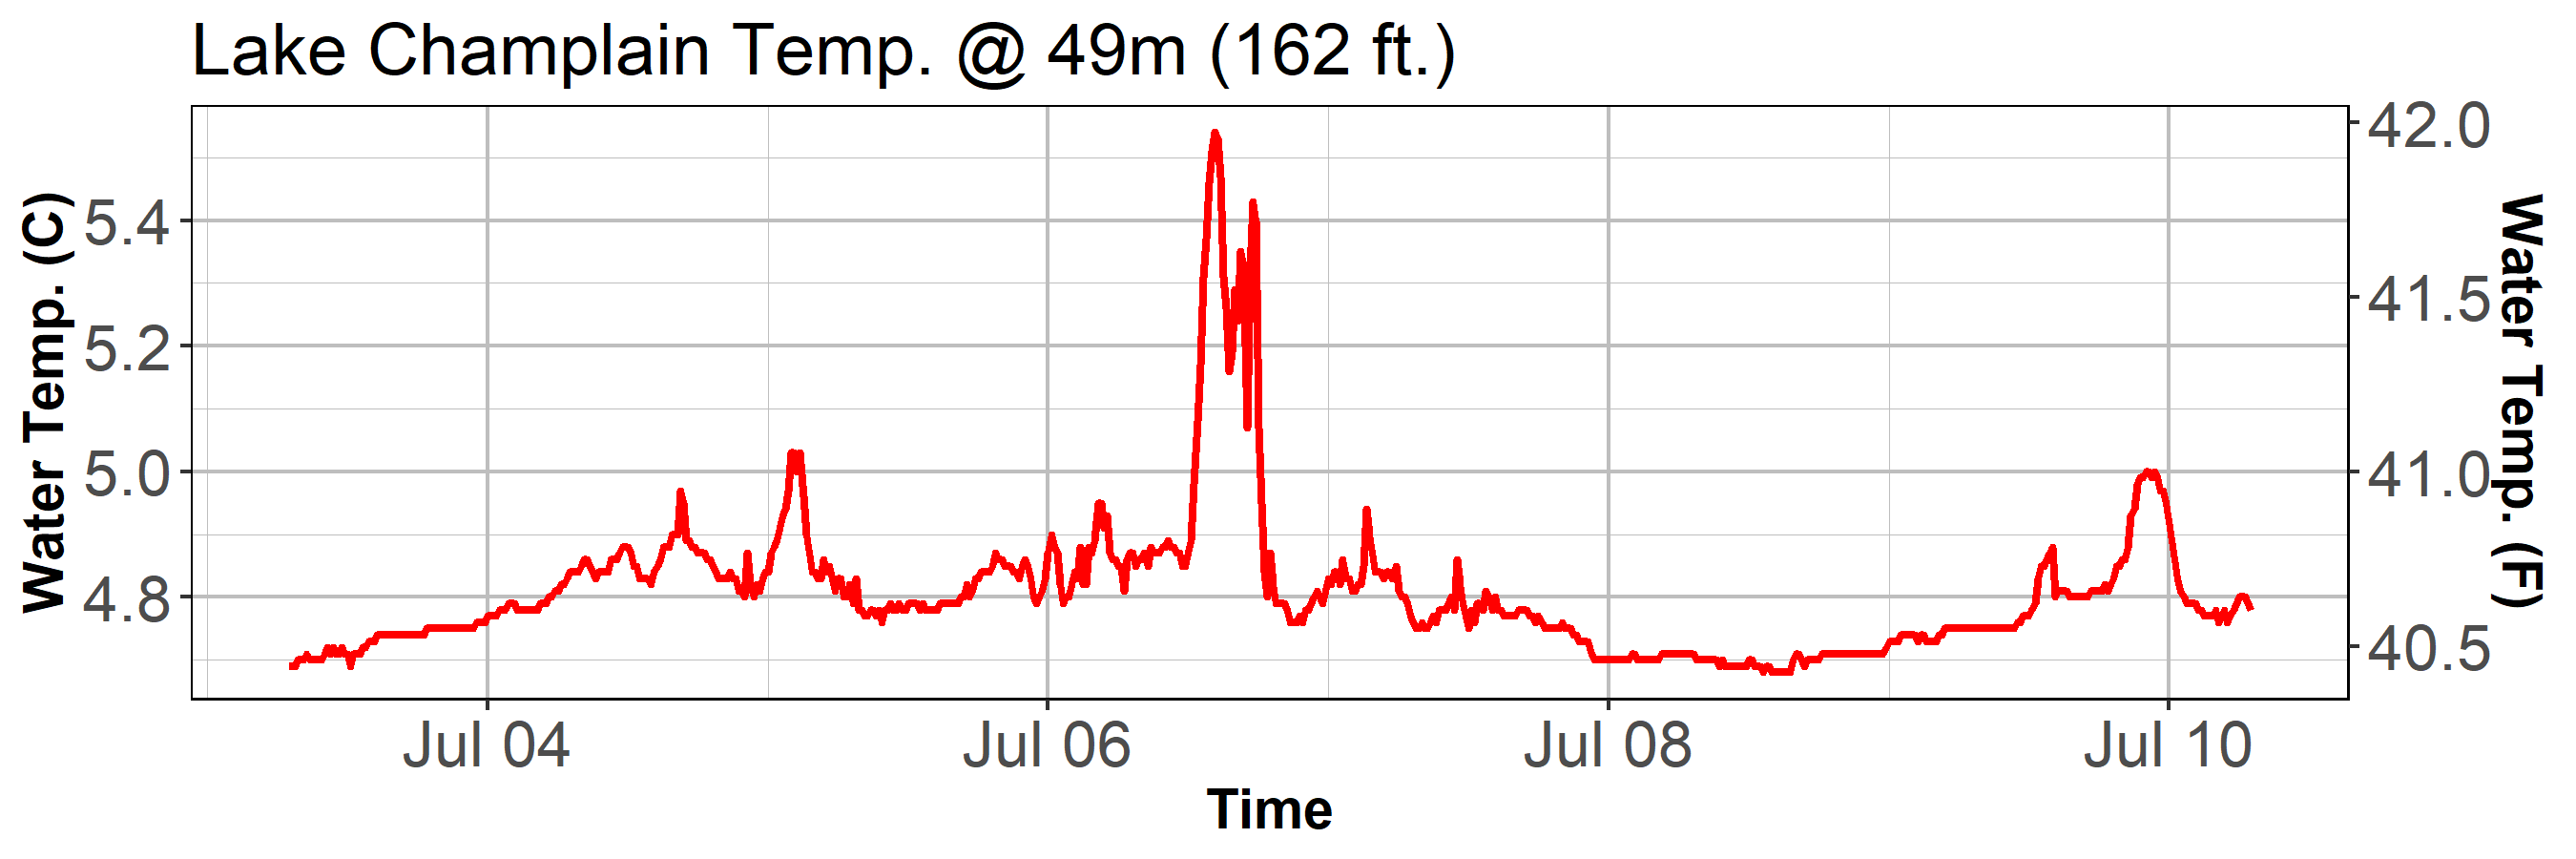 Lake Champlain Temp. @ 49m (162 ft.)
Water Temp. (C)
5.4
5.2
5.0
4.8
42.0
41.5
41.0
40.5
Water Temp. (F)
Jul 04
Jul 06
Jul 08
Jul 10
Time